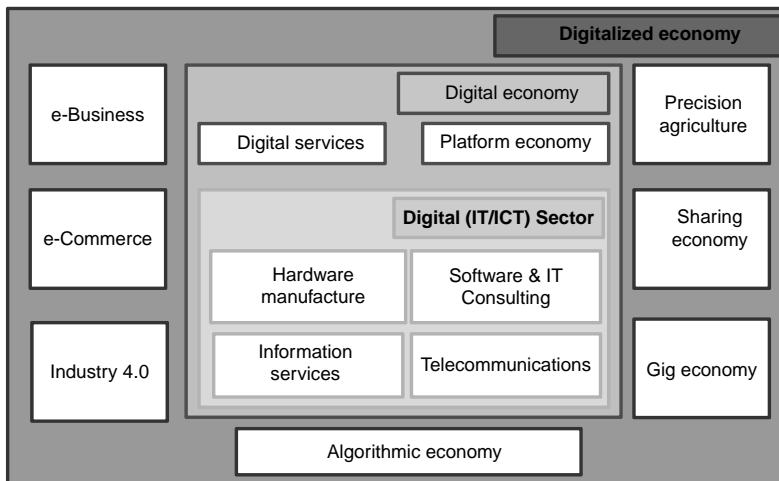 Digitalized economy
e-Business
Digital economy
Precision
agriculture
Digital services
Platform economy
e-Commerce
Digital (IT/ICT) Sector
Sharing
economy
Hardware
manufacture
Software & IT
Consulting
Industry 4.0
Information
services
Telecommunications
Gig economy
Algorithmic economy